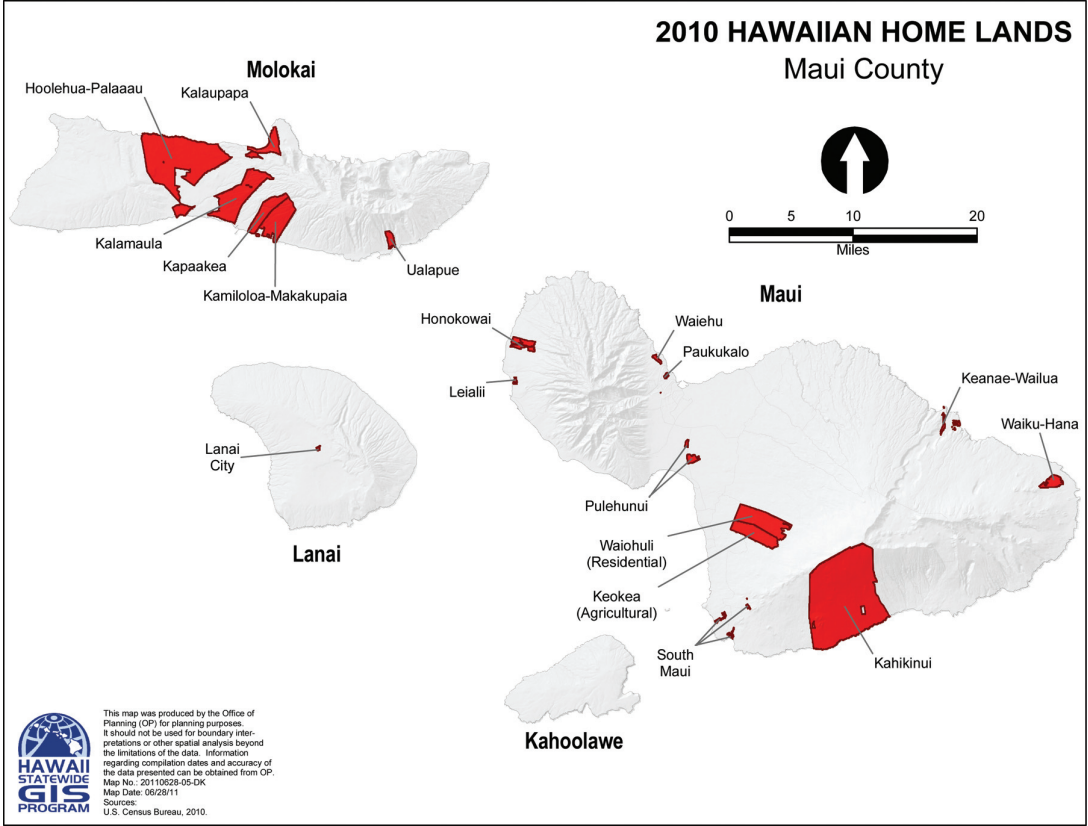 2010 HAWAIIAN HOME LANDS
Maui County
Molokai
Hoolehua-Palaaau
Kalaupapa
Kalamaula
Kapaakea
Kamiloloa-Makakupaia
Ualapue
0 5 10 20
Miles
Maui
Honokowai
Waiehu
Paukukalo
Leialii
Keanae-Wailua
Waiku-Hana
Lanai
City
Pulehunui
Lanai
Waiohuli
(Residential)
Keokea
(Agricultural)
South
Maui
Kahikinui
Kahoolawe
HAWAII
STATEWIDE
GIS
PROGRAM
This map was produced by the Office of
Planning (OP) for planning purposes.
It should not be used for boundary inter-
pretations or other spatial analysis beyond
the limitations of the data. Information
regarding compilation dates and accuracy of
the data presented can be obtained from OP.
Map No.: 20110628-05-DK
Map Date: 06/28/11
Sources:
U.S. Census Bureau, 2010.